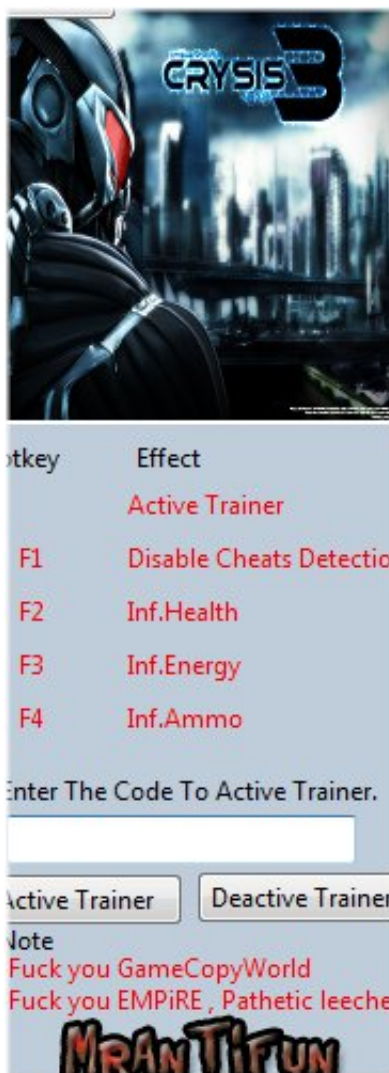 CRYSIS 3
otkey Effect
Active Trainer
F1 Disable Cheats Detectio
F2 Inf.Health
F3 Inf.Energy
F4 Inf.Ammo
Enter The Code To Active Trainer.
Active Trainer Deactive Trainer
Note
Fuck you GameCopyWorld
Fuck you EMPiRE , Pathetic leeche
MRANTIFUN